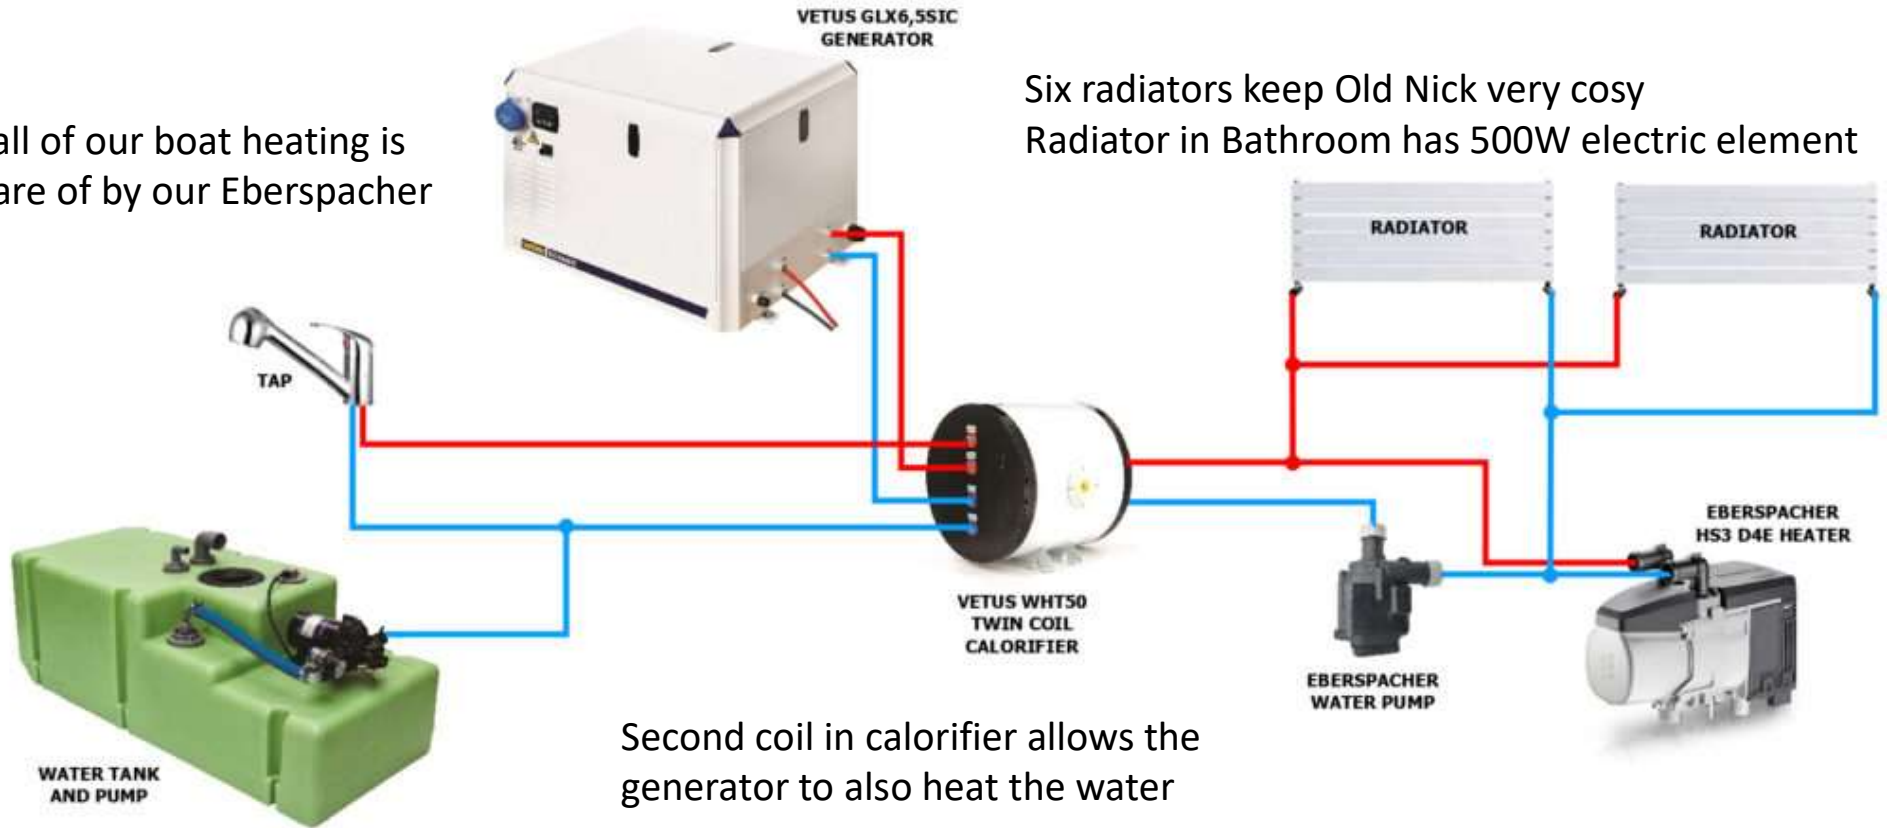 VETUS GLX6,5SIC
GENERATOR
Six radiators keep Old Nick very cosy
Radiator in Bathroom has 500W electric element
all of our boat heating is
are of by our Eberspacher
RADIATOR
RADIATOR
TAP
EBERSPACHER
HS3 D4E HEATER
VETUS WHT50
TWIN COIL
CALORIFIER
EBERSPACHER
WATER PUMP
Second coil in calorifier allows the
generator to also heat the water
WATER TANK
AND PUMP